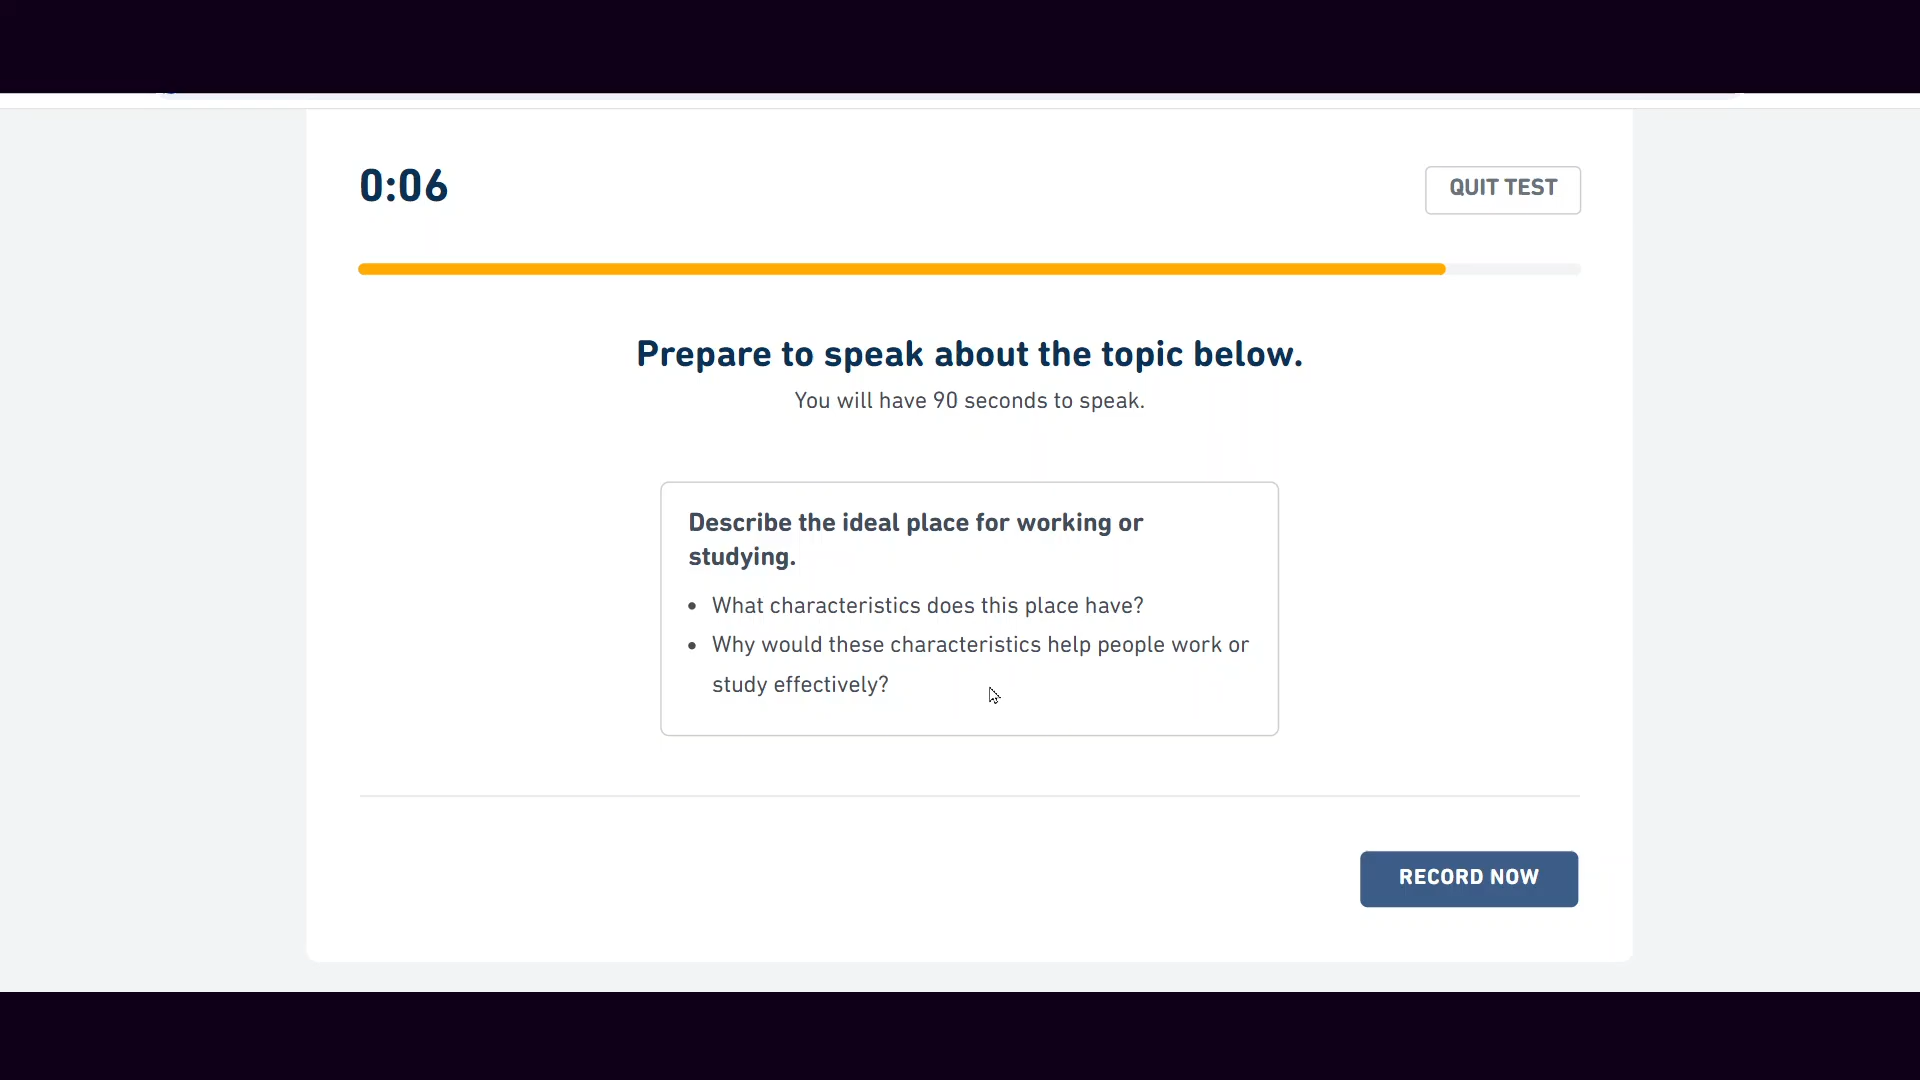 0:06
QUIT TEST
Prepare to speak about the topic below.
You will have 90 seconds to speak.
Describe the ideal place for working or
studying.
• What characteristics does this place have?
• Why would these characteristics help people work or
study effectively?
RECORD NOW